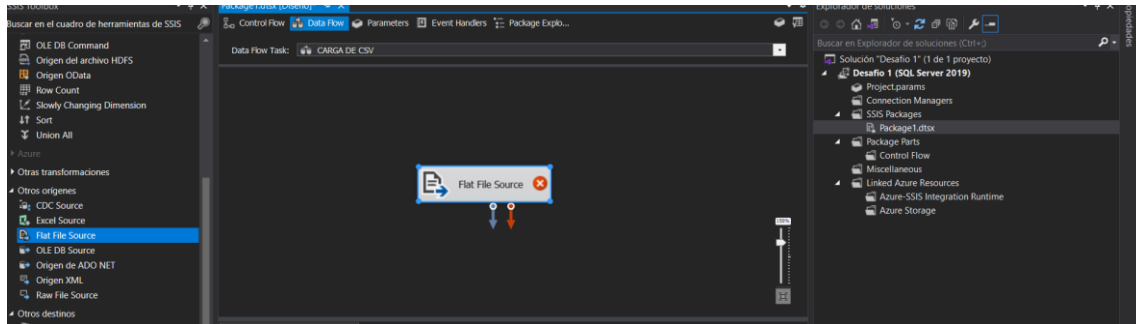 SSIS Toolbox
Buscar en el cuadro de herramientas de SSIS
OLE DB Command
Origen del archivo HDFS
Origen OData
Row Count
Slowly Changing Dimension
Sort
Union All
Azure
Otras transformaciones
Otros orígenes
CDC Source
Excel Source
Flat File Source
OLE DB Source
Origen de ADO NET
Origen XML
Raw File Source
Otros destinos
Package1.dtsx [Diseño]
Control Flow Data Flow Parameters Event Handlers Package Explo...
Data Flow Task: CARGA DE CSV
Flat File Source
Explorador de soluciones
Buscar en Explorador de soluciones (Ctrl+;)
Solución "Desafio 1" (1 de 1 proyecto)
Desafio 1 (SQL Server 2019)
Project.params
Connection Managers
SSIS Packages
Package1.dtsx
Package Parts
Control Flow
Miscellaneous
Linked Azure Resources
Azure-SSIS Integration Runtime
Azure Storage